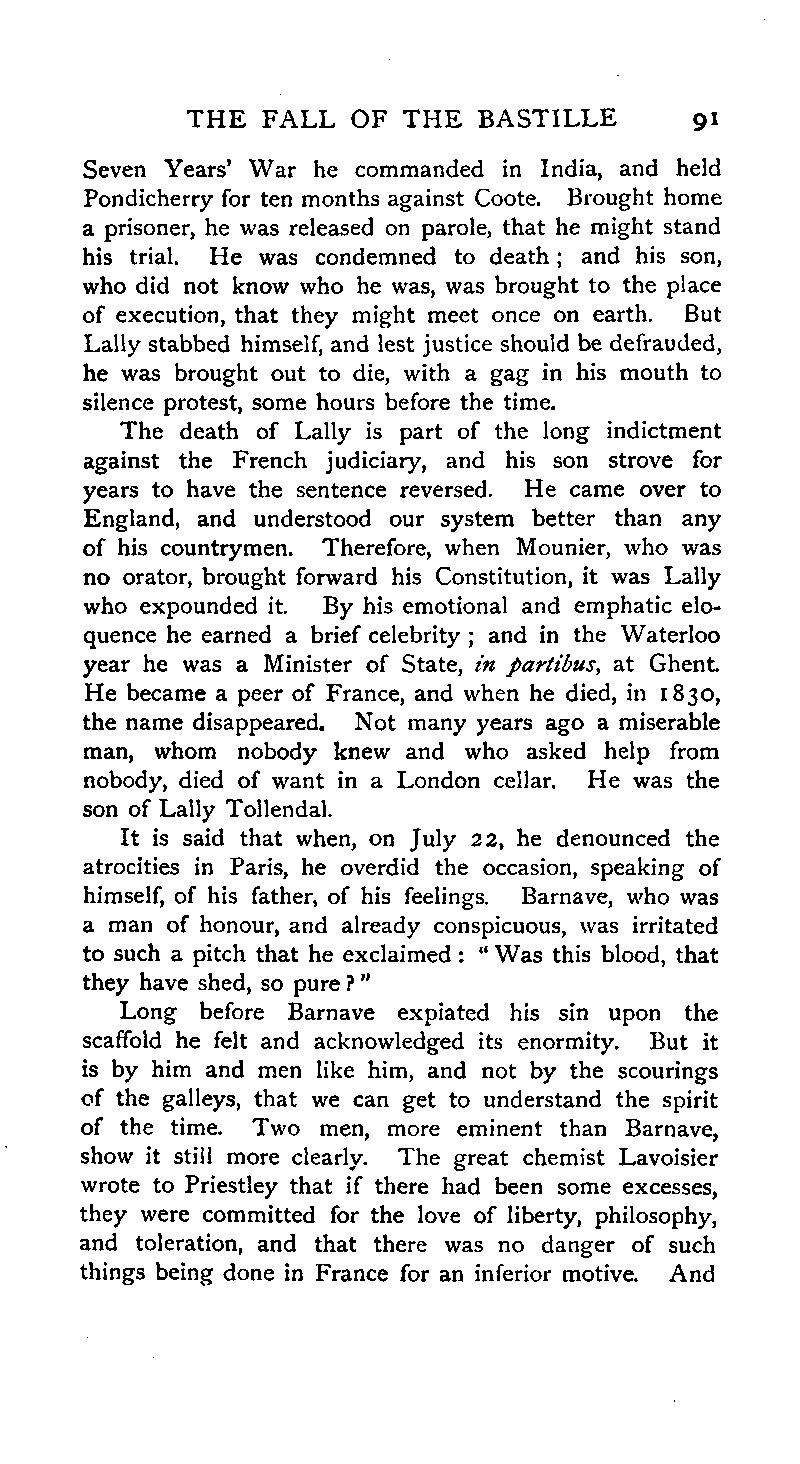 THE FALL OF THE BASTILLE 91
Seven Years' War he commanded in India, and held
Pondicherry for ten months against Coote. Brought home
a prisoner, he was released on parole, that he might stand
his trial. He was condemned to death ; and his son,
who did not know who he was, was brought to the place
of execution, that they might meet once on earth. But
Lally stabbed himself, and lest justice should be defrauded,
he was brought out to die, with a gag in his mouth to
silence protest, some hours before the time.
The death of Lally is part of the long indictment
against the French judiciary, and his son strove for
years to have the sentence reversed. He came over to
England, and understood our system better than any
of his countrymen. Therefore, when Mounier, who was
no orator, brought forward his Constitution, it was Lally
who expounded it. By his emotional and emphatic elo-
quence he earned a brief celebrity ; and in the Waterloo
year he was a Minister of State, in partibus, at Ghent.
He became a peer of France, and when he died, in 1830,
the name disappeared. Not many years ago a miserable
man, whom nobody knew and who asked help from
nobody, died of want in a London cellar. He was the
son of Lally Tollendal.
It is said that when, on July 22, he denounced the
atrocities in Paris, he overdid the occasion, speaking of
himself, of his father, of his feelings. Barnave, who was
a man of honour, and already conspicuous, was irritated
to such a pitch that he exclaimed : “ Was this blood, that
they have shed, so pure ? ”
Long before Barnave expiated his sin upon the
scaffold he felt and acknowledged its enormity. But it
is by him and men like him, and not by the scourings
of the galleys, that we can get to understand the spirit
of the time. Two men, more eminent than Barnave,
show it still more clearly. The great chemist Lavoisier
wrote to Priestley that if there had been some excesses,
they were committed for the love of liberty, philosophy,
and toleration, and that there was no danger of such
things being done in France for an inferior motive. And